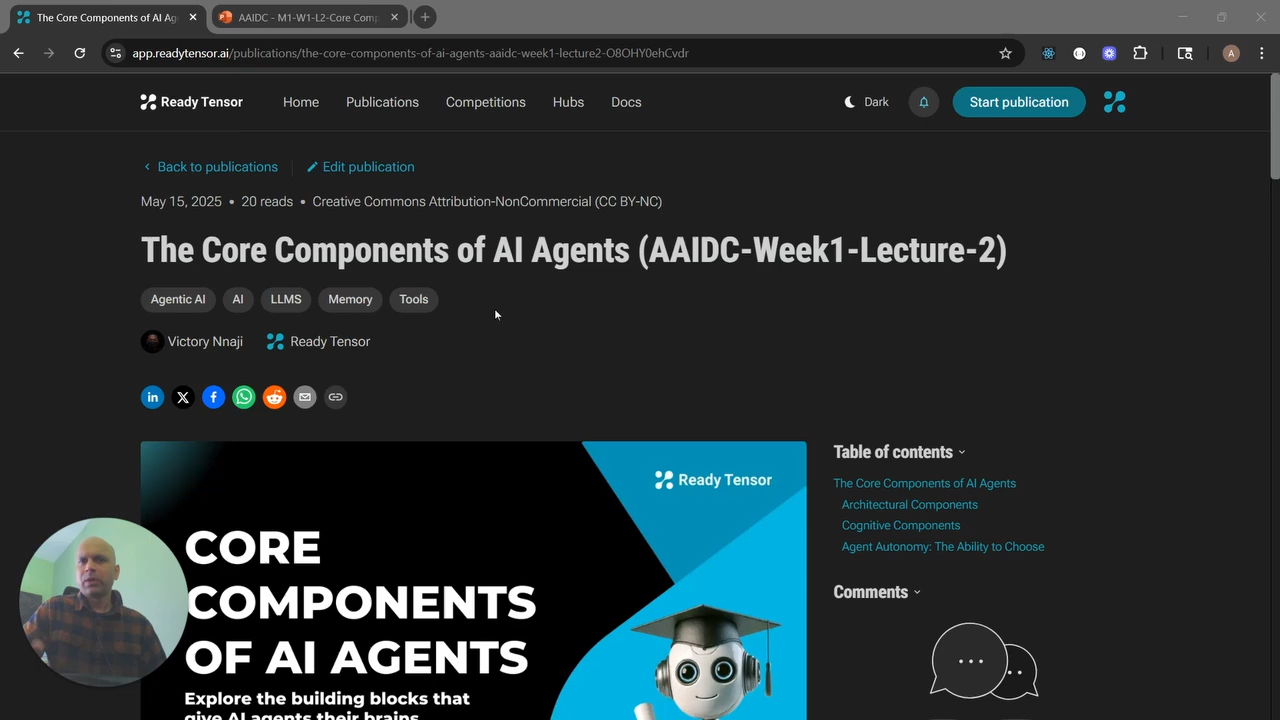 The Core Components of AI Ag
AAIDC - M1-W1-L2-Core Comp
app.readytensor.ai/publications/the-core-components-of-ai-agents-aaidc-week1-lecture2-O8OHY0ehCvdr
A
Ready Tensor
Home
Publications
Competitions
Hubs
Docs
Dark
Start publication
Back to publications
Edit publication
May 15, 2025 • 20 reads • Creative Commons Attribution-NonCommercial (CC BY-NC)
The Core Components of AI Agents (AAIDC-Week1-Lecture-2)
Agentic AI
AI
LLMS
Memory
Tools
Victory Nnaji
Ready Tensor
Ready Tensor
CORE
COMPONENTS
OF AI AGENTS
Explore the building blocks that
give AI agents their brains
Table of contents
The Core Components of AI Agents
Architectural Components
Cognitive Components
Agent Autonomy: The Ability to Choose
Comments